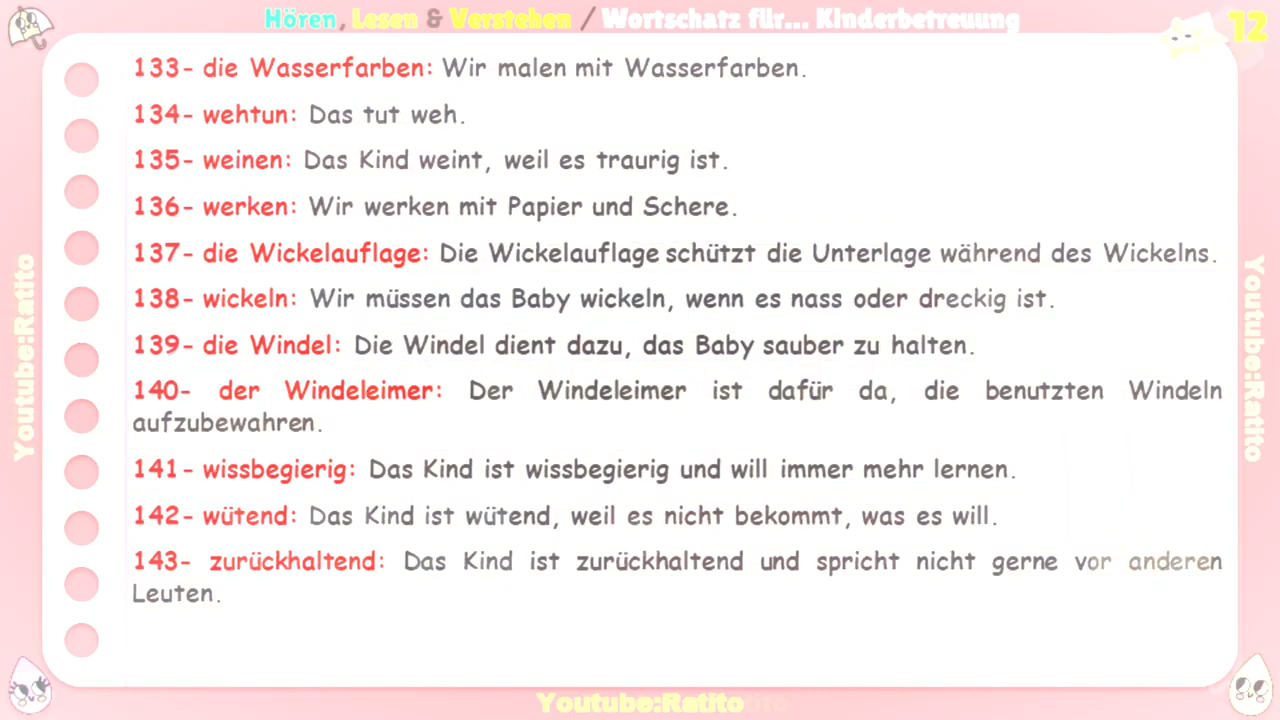 Hören, Lesen & Verstehen / Wortschatz für... Kinderbetreuung
12
133- die Wasserfarben: Wir malen mit Wasserfarben.
134- wehtun: Das tut weh.
135- weinen: Das Kind weint, weil es traurig ist.
136- werken: Wir werken mit Papier und Schere.
137- die Wickelauflage: Die Wickelauflage schützt die Unterlage während des Wickelns.
138- wickeln: Wir müssen das Baby wickeln, wenn es nass oder dreckig ist.
139- die Windel: Die Windel dient dazu, das Baby sauber zu halten.
140- der Windeleimer: Der Windeleimer ist dafür da, die benutzten Windeln
aufzubewahren.
141- wissbegierig: Das Kind ist wissbegierig und will immer mehr lernen.
142- wütend: Das Kind ist wütend, weil es nicht bekommt, was es will.
143- zurückhaltend: Das Kind ist zurückhaltend und spricht nicht gerne vor anderen
Leuten.
Youtube:Ratito
Youtube:Ratito
Youtube:Ratito